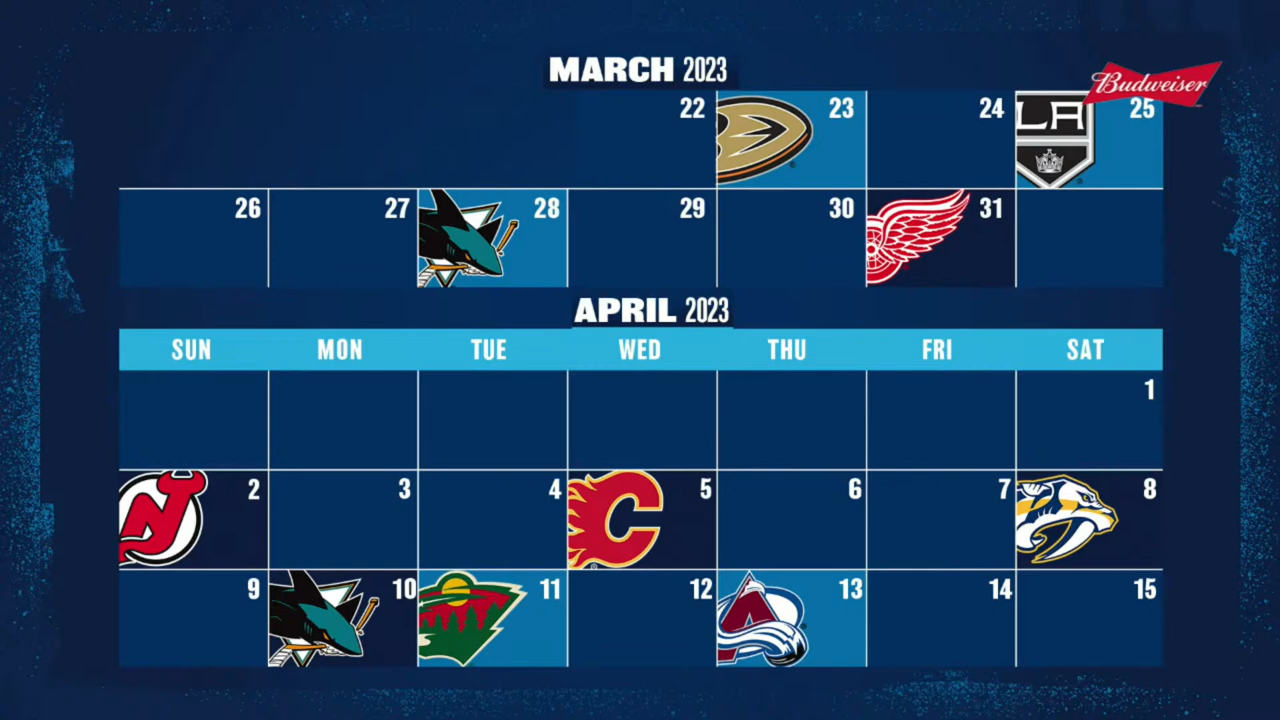 MARCH 2023
Budweiser
22 23 24 LA 25
26 27 28 29 30 31
APRIL 2023
SUN MON TUE WED THU FRI SAT
1
2 3 4 C 5 6 7 8
9 10 11 12 A 13 14 15